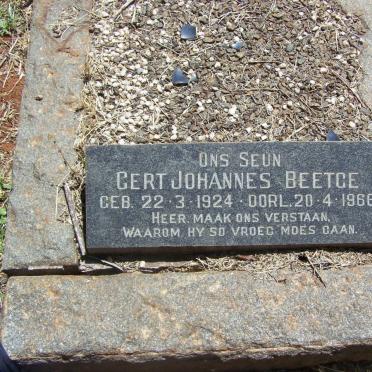 ONS SEUN
GERT JOHANNES BEETGE
GEB. 22·3·1924 - OORL. 20·4·1966
HEER, MAAK ONS VERSTAAN,
WAAROM HY SO VROEG MOES GAAN.